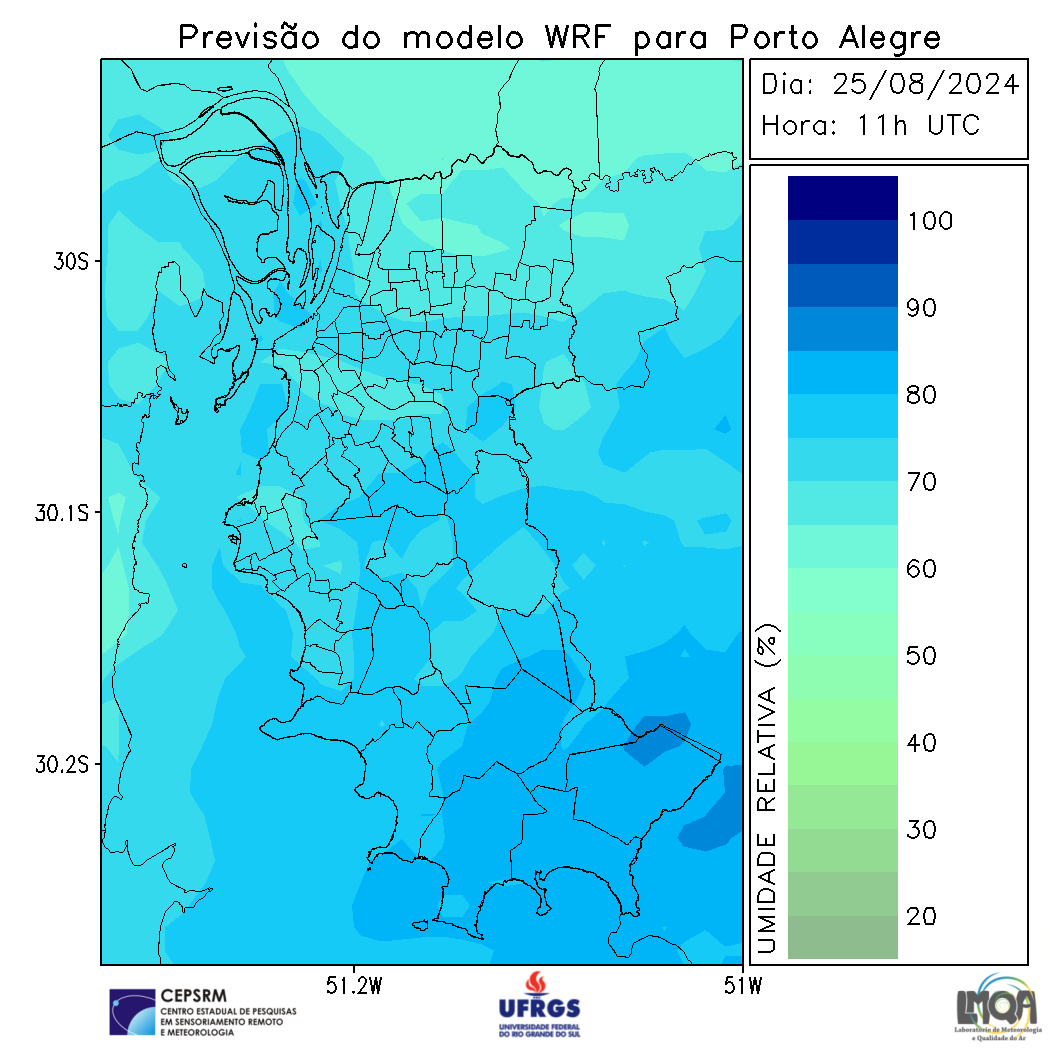 Previsão do modelo WRF para Porto Alegre
Dia: 25/08/2024
Hora: 11h UTC
30S
30.1S
30.2S
51.2W
51W
100
90
80
70
60
50
40
30
20
UMIDADE RELATIVA (%)
CEPSRM
CENTRO ESTADUAL DE PESQUISAS
EM SENSORIAMENTO REMOTO
E METEOROLOGIA
UFRGS
UNIVERSIDADE FEDERAL
DO RIO GRANDE DO SUL
LMQA
Laboratório de Meteorologia
e Qualidade do Ar